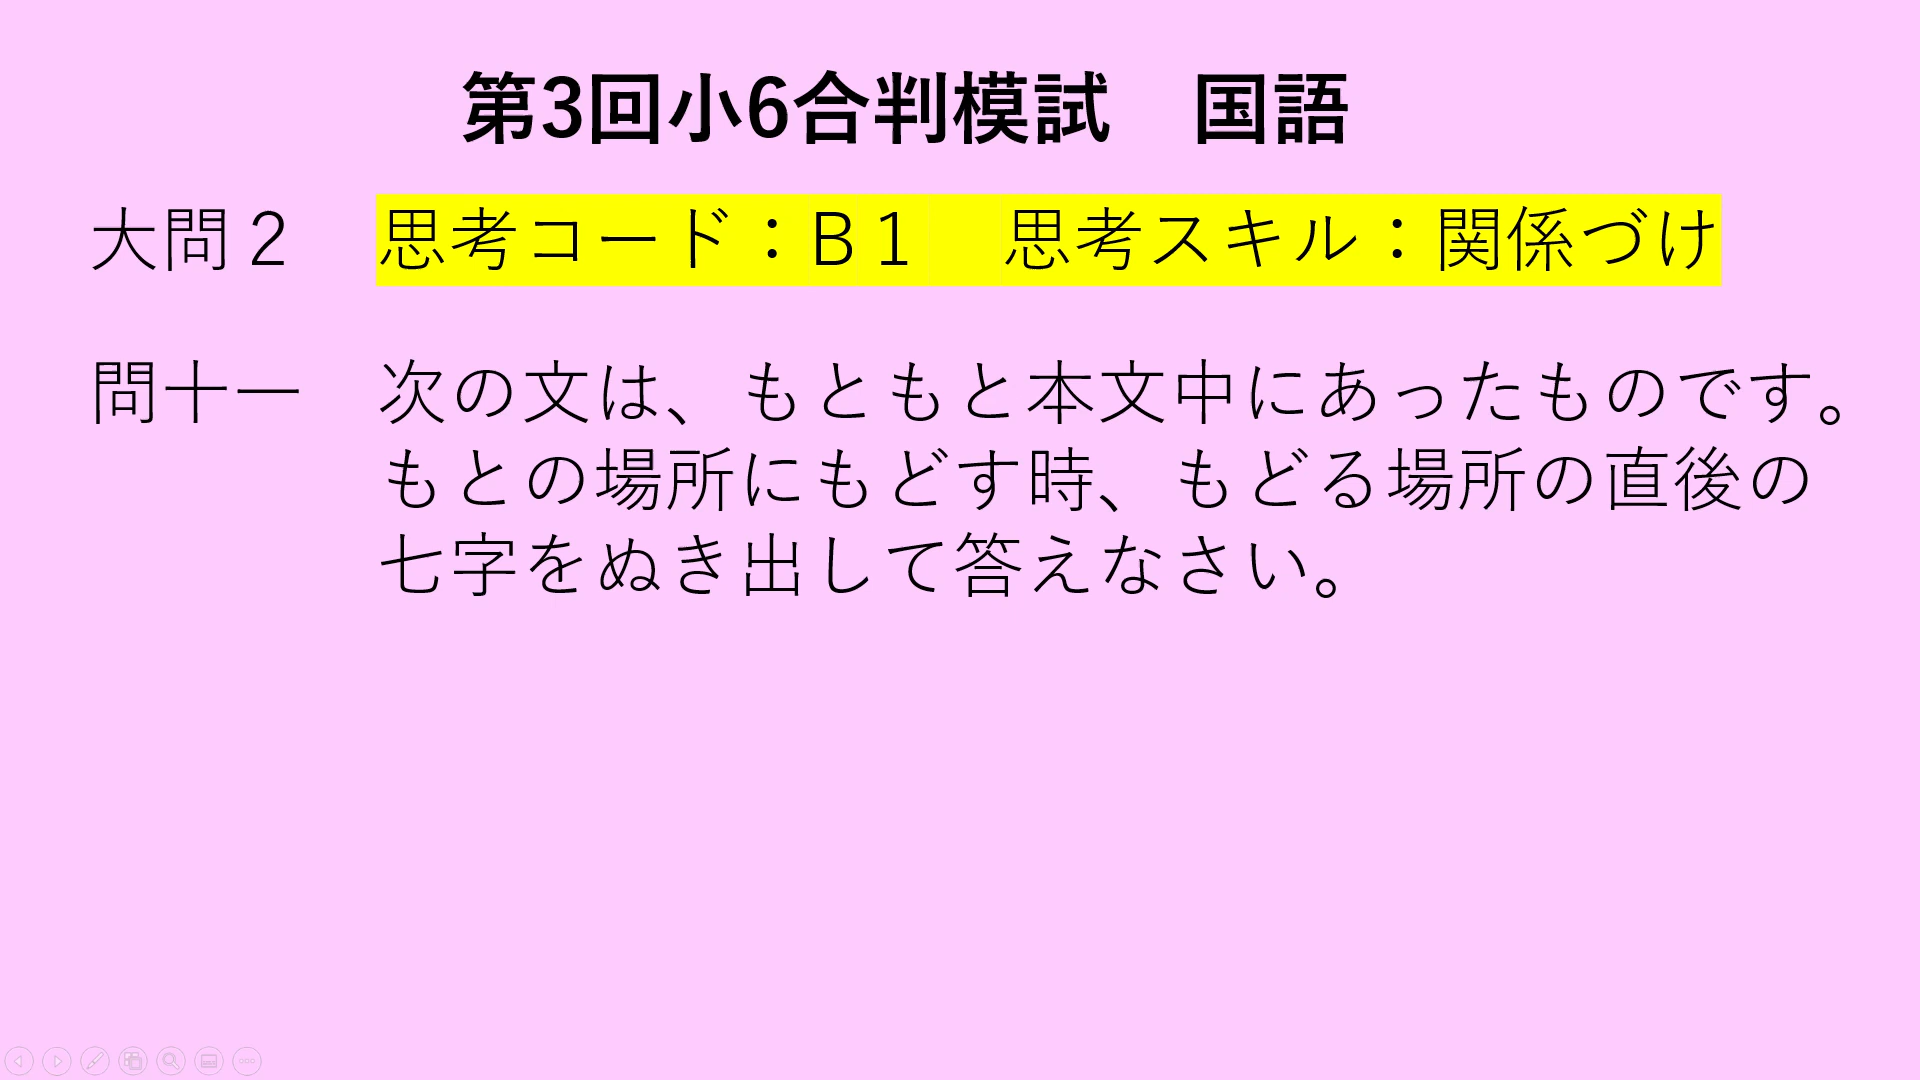 第3回小6合判模試　国語
大問２　思考コード：Ｂ１　思考スキル：関係づけ
問十一　次の文は、もともと本文中にあったものです。
もとの場所にもどす時、もどる場所の直後の
七字をぬき出して答えなさい。